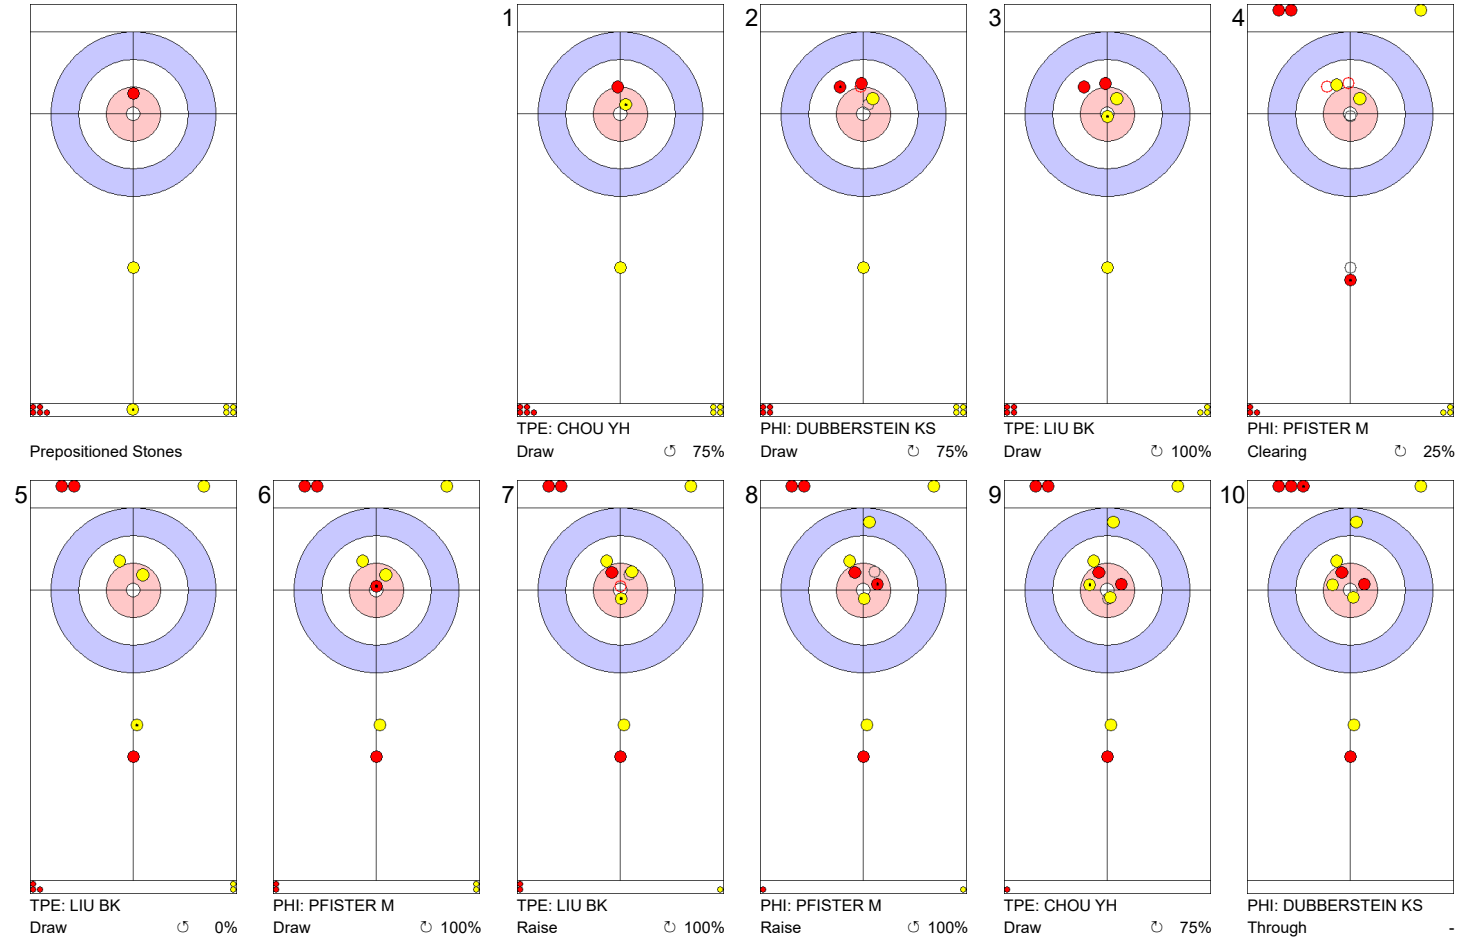 Prepositioned Stones
1
TPE: CHOU YH
Draw ↺ 75%
2
PHI: DUBBERSTEIN KS
Draw ↺ 75%
3
TPE: LIU BK
Draw ↻ 100%
4
PHI: PFISTER M
Clearing ↻ 25%
5
TPE: LIU BK
Draw ↺ 0%
6
PHI: PFISTER M
Draw ↻ 100%
7
TPE: LIU BK
Raise ↺ 100%
8
PHI: PFISTER M
Raise ↻ 100%
9
TPE: CHOU YH
Draw ↻ 75%
10
PHI: DUBBERSTEIN KS
Through -